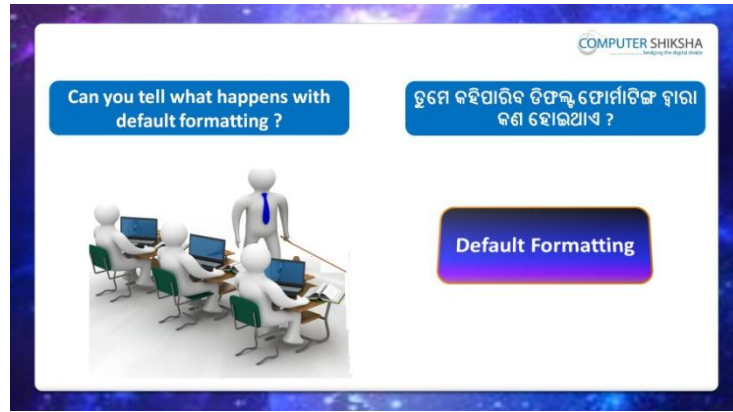 COMPUTER SHIKSHA
bridging the digital divide
Can you tell what happens with
default formatting ?
ତୁମେ କହିପାରିବ ଡିଫଲ୍ଟ ଫୋର୍ମାଟିଙ୍ଗ ଦ୍ୱାରା
କଣ ହୋଇଥାଏ ?
Default Formatting